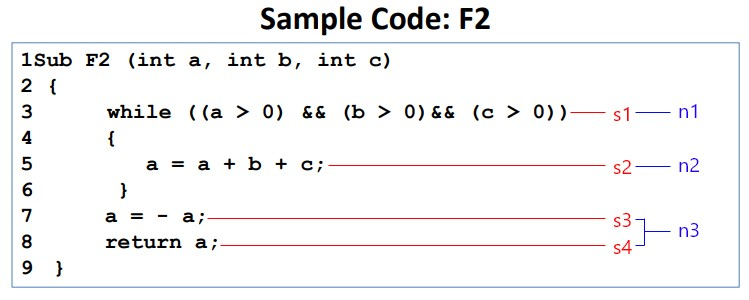 Sample Code: F2
1Sub F2 (int a, int b, int c)
2 {
3 while ((a > 0) && (b > 0)&& (c > 0)) s1 n1
4 {
5 a = a + b + c; s2 n2
6 }
7 a = - a; s3
n3
8 return a; s4
9 }